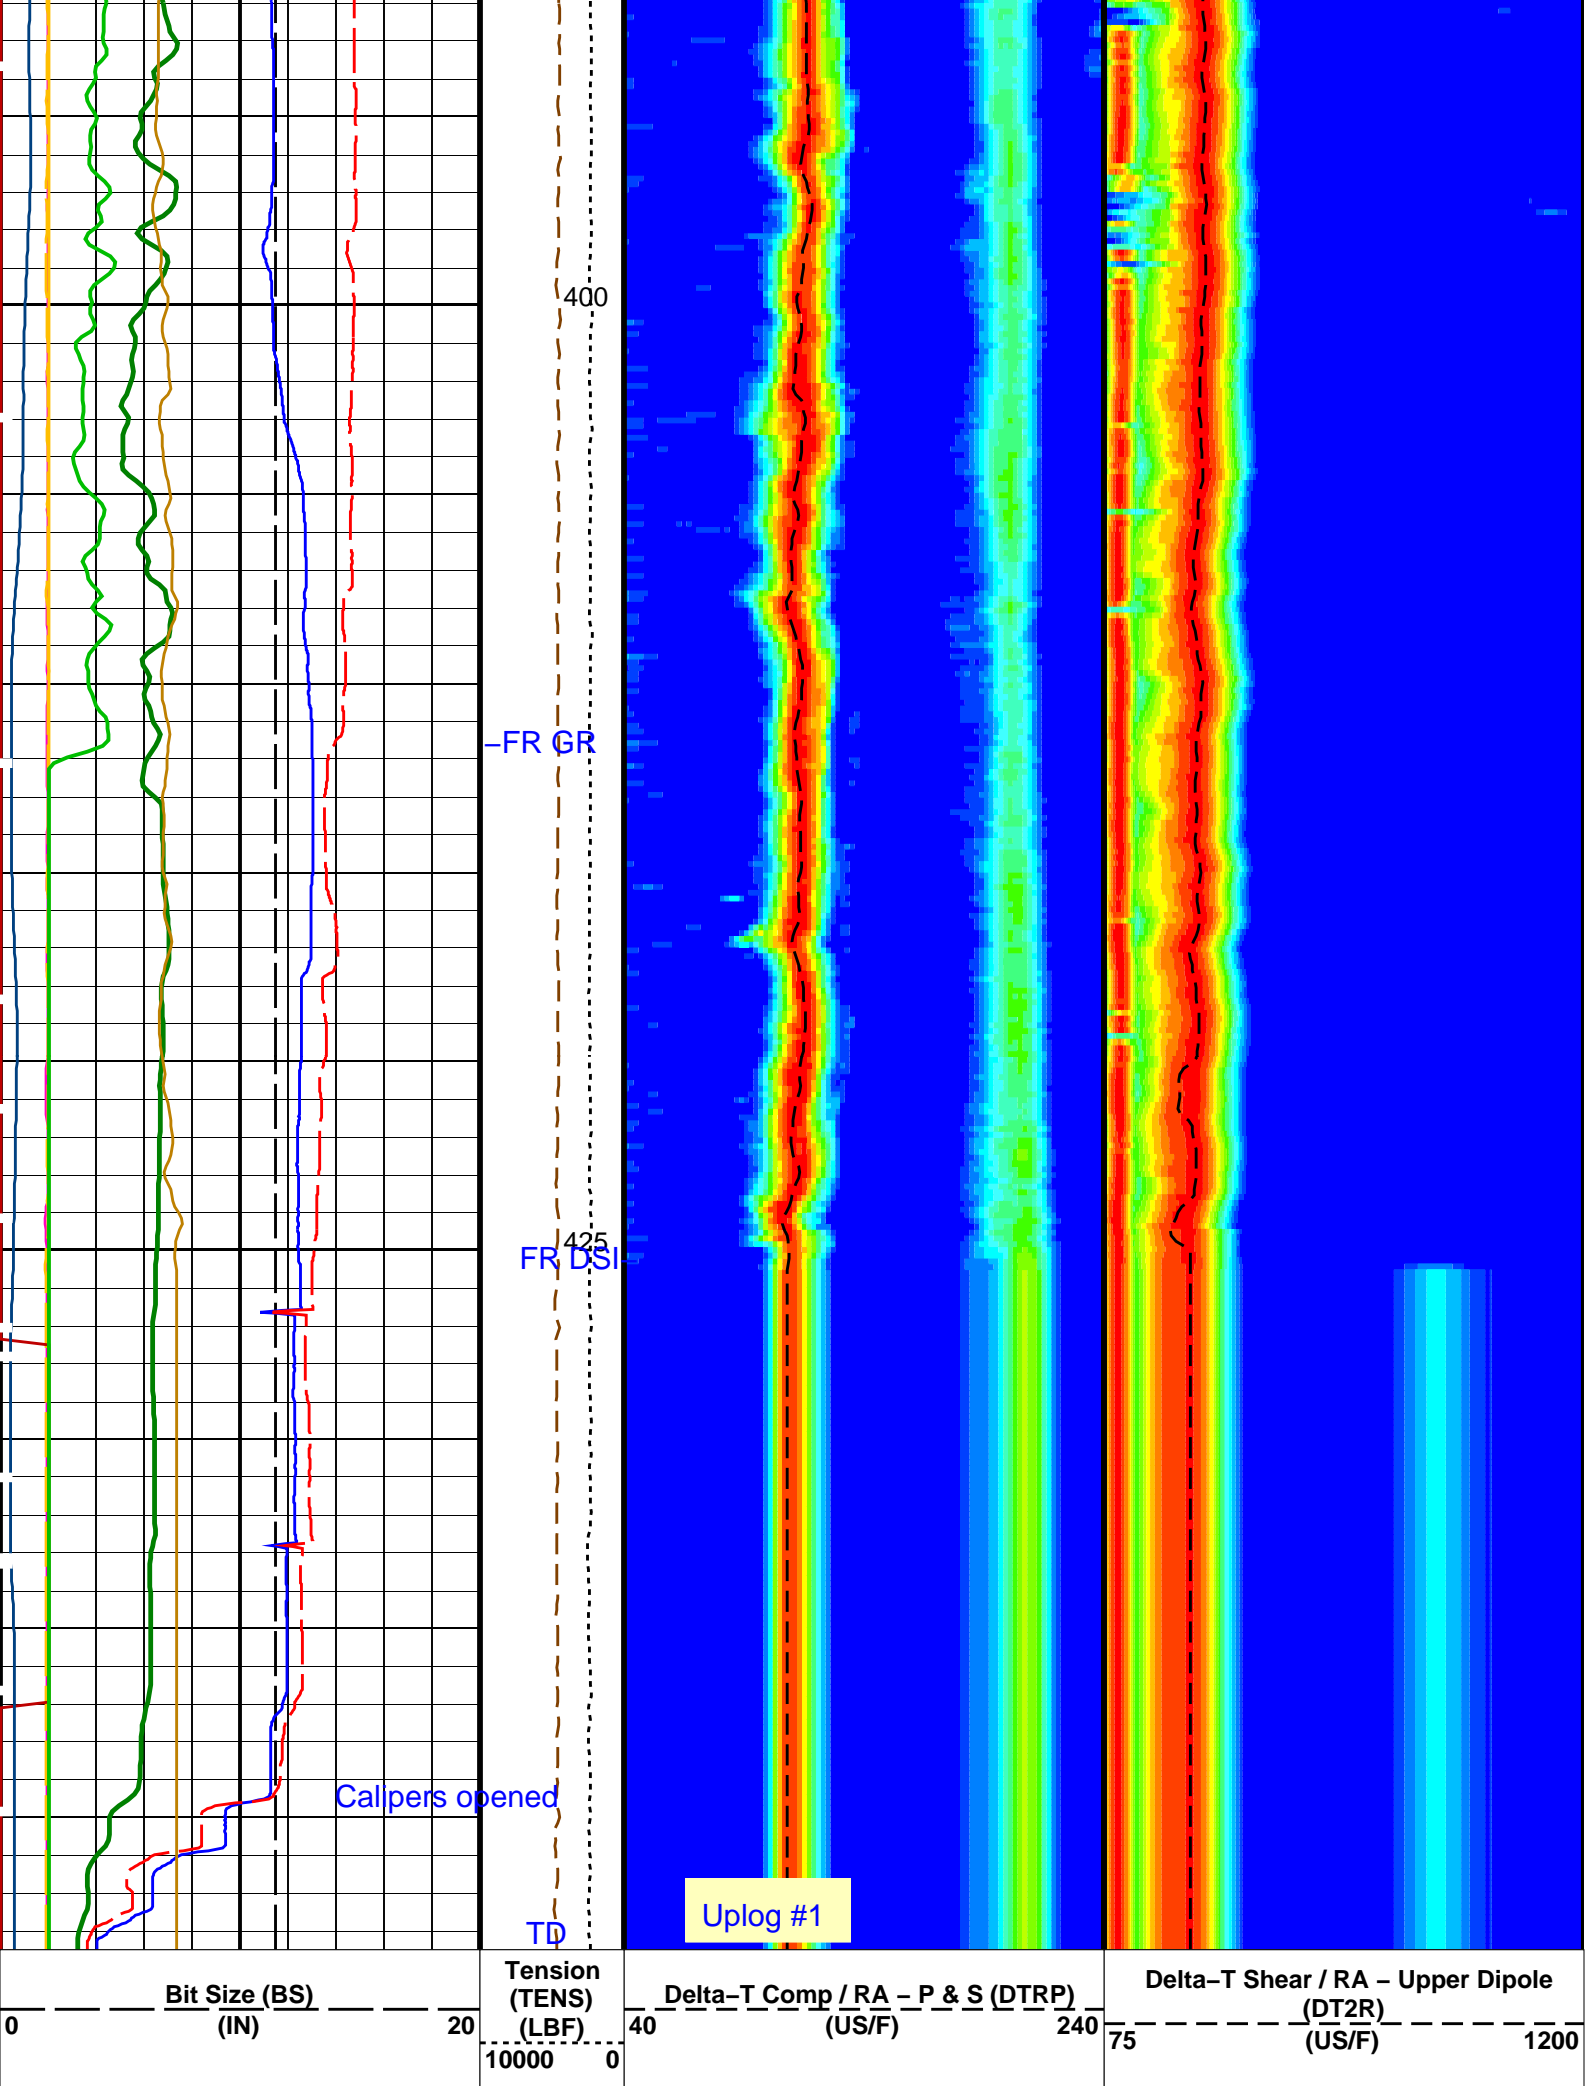 400
–FR GR
425
FR DSI
Calipers opened
Uplog #1
TD
Bit Size (BS)
0 (IN) 20
Tension
(TENS)
(LBF)
10000 0
Delta–T Comp / RA – P & S (DTRP)
40 (US/F) 240
Delta–T Shear / RA – Upper Dipole
(DT2R)
75 (US/F) 1200